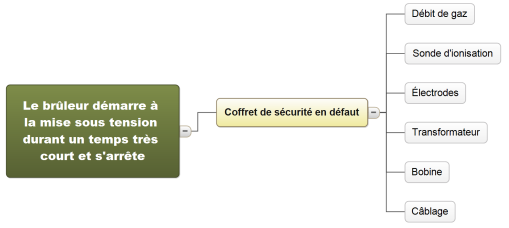 Le brûleur démarre à
la mise sous tension
durant un temps très
court et s'arrête
Coffret de sécurité en défaut
Débit de gaz
Sonde d'ionisation
Électrodes
Transformateur
Bobine
Câblage